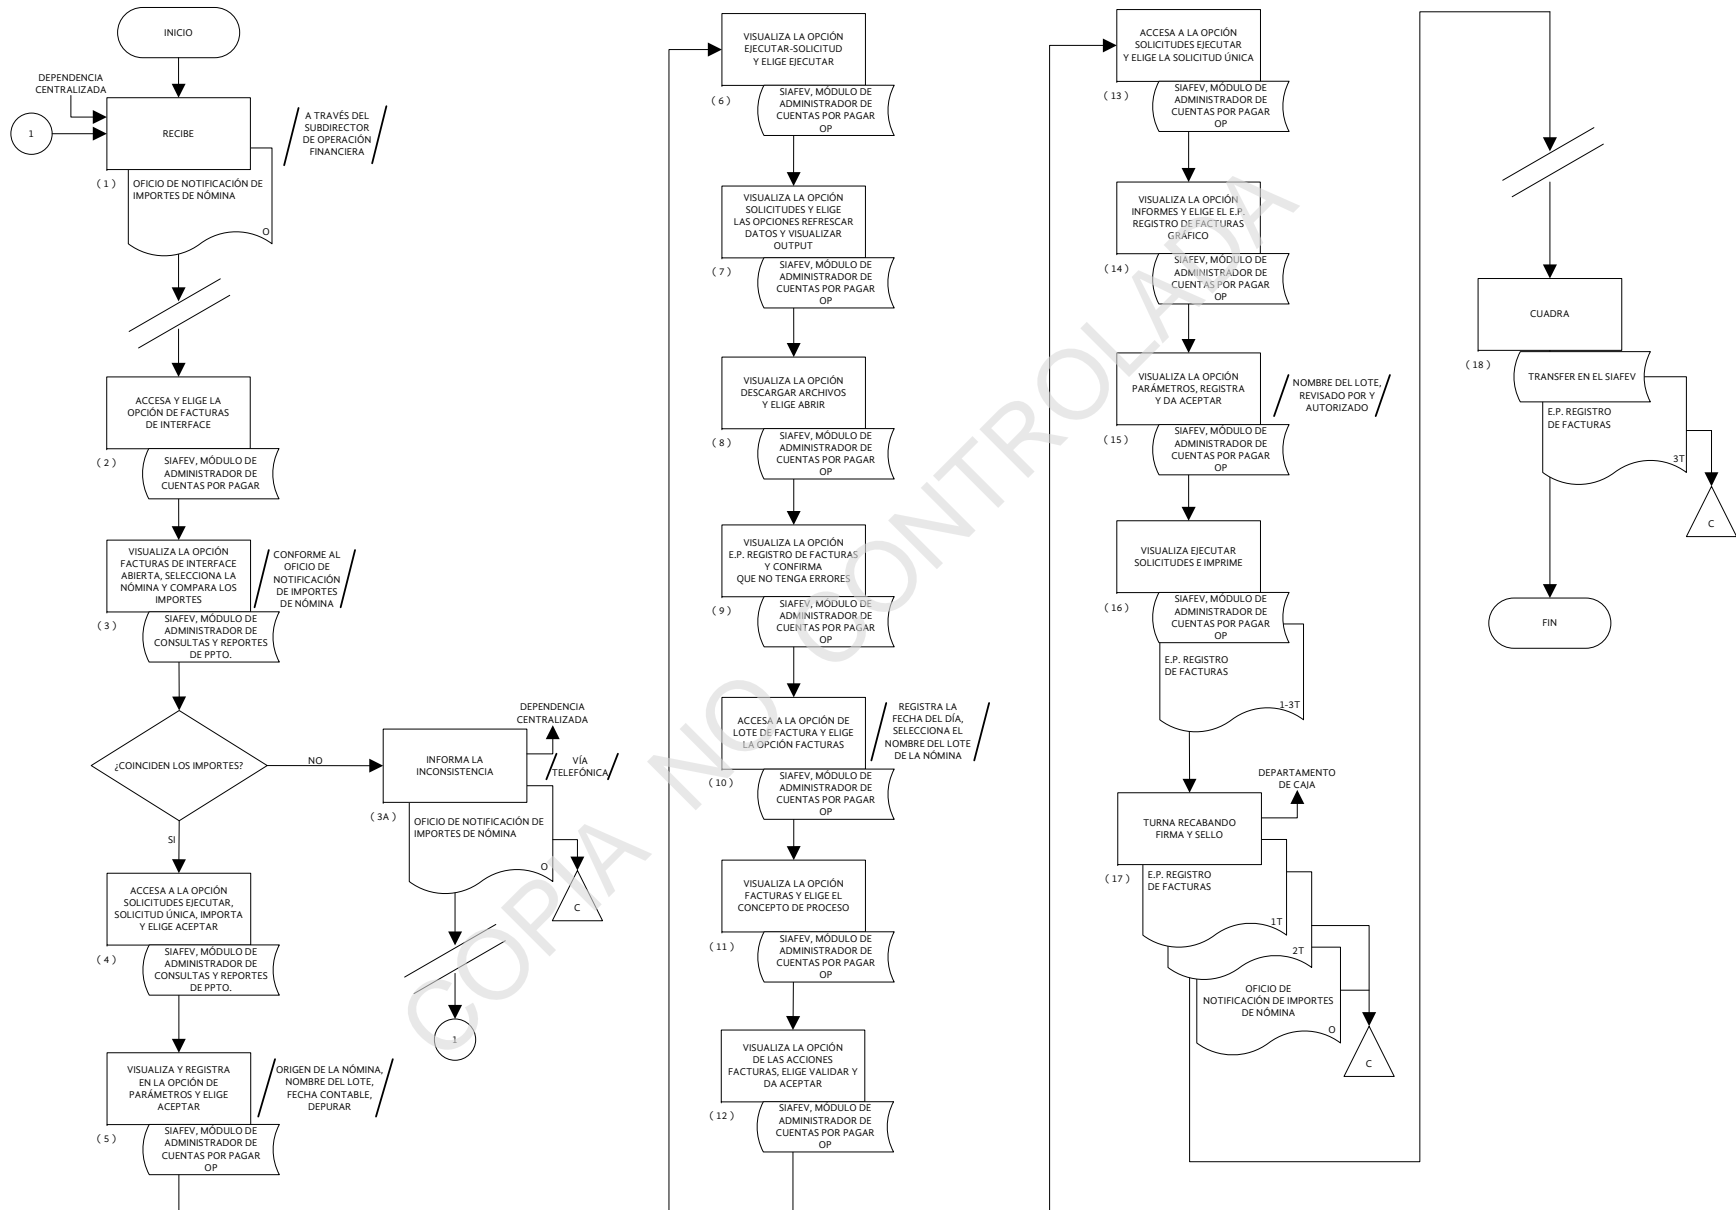 INICIO
DEPENDENCIA
CENTRALIZADA
1
RECIBE
A TRAVÉS DEL
SUBDIRECTOR
DE OPERACIÓN
FINANCIERA
( 1 )
OFICIO DE NOTIFICACIÓN DE
IMPORTES DE NÓMINA
O
ACCESA Y ELIGE LA
OPCIÓN DE FACTURAS
DE INTERFACE
( 2 )
SIAFEV, MÓDULO DE
ADMINISTRADOR DE
CUENTAS POR PAGAR
VISUALIZA LA OPCIÓN
FACTURAS DE INTERFACE
ABIERTA, SELECCIONA LA
NÓMINA Y COMPARA LOS
IMPORTES
CONFORME AL
OFICIO DE
NOTIFICACIÓN
DE IMPORTES
DE NÓMINA
( 3 )
SIAFEV, MÓDULO DE
ADMINISTRADOR DE
CONSULTAS Y REPORTES
DE PPTO.
¿COINCIDEN LOS IMPORTES?
NO
SI
INFORMA LA
INCONSISTENCIA
DEPENDENCIA
CENTRALIZADA
VÍA
TELEFÓNICA
( 3A )
OFICIO DE NOTIFICACIÓN DE
IMPORTES DE NÓMINA
O
C
1
ACCESA A LA OPCIÓN
SOLICITUDES EJECUTAR,
SOLICITUD ÚNICA, IMPORTA
Y ELIGE ACEPTAR
( 4 )
SIAFEV, MÓDULO DE
ADMINISTRADOR DE
CONSULTAS Y REPORTES
DE PPTO.
VISUALIZA Y REGISTRA
EN LA OPCIÓN DE
PARÁMETROS Y ELIGE
ACEPTAR
ORIGEN DE LA NÓMINA,
NOMBRE DEL LOTE,
FECHA CONTABLE,
DEPURAR
( 5 )
SIAFEV, MÓDULO DE
ADMINISTRADOR DE
CUENTAS POR PAGAR
OP
VISUALIZA LA OPCIÓN
EJECUTAR-SOLICITUD
Y ELIGE EJECUTAR
( 6 )
SIAFEV, MÓDULO DE
ADMINISTRADOR DE
CUENTAS POR PAGAR
OP
VISUALIZA LA OPCIÓN
SOLICITUDES Y ELIGE
LAS OPCIONES REFRESCAR
DATOS Y VISUALIZAR
OUTPUT
( 7 )
SIAFEV, MÓDULO DE
ADMINISTRADOR DE
CUENTAS POR PAGAR
OP
VISUALIZA LA OPCIÓN
DESCARGAR ARCHIVOS
Y ELIGE ABRIR
( 8 )
SIAFEV, MÓDULO DE
ADMINISTRADOR DE
CUENTAS POR PAGAR
OP
VISUALIZA LA OPCIÓN
E.P. REGISTRO DE FACTURAS
Y CONFIRMA
QUE NO TENGA ERRORES
( 9 )
SIAFEV, MÓDULO DE
ADMINISTRADOR DE
CUENTAS POR PAGAR
OP
ACCESA A LA OPCIÓN DE
LOTE DE FACTURA Y ELIGE
LA OPCIÓN FACTURAS
REGISTRA LA
FECHA DEL DÍA,
SELECCIONA EL
NOMBRE DEL LOTE
DE LA NÓMINA
( 10 )
SIAFEV, MÓDULO DE
ADMINISTRADOR DE
CUENTAS POR PAGAR
OP
VISUALIZA LA OPCIÓN
FACTURAS Y ELIGE EL
CONCEPTO DE PROCESO
( 11 )
SIAFEV, MÓDULO DE
ADMINISTRADOR DE
CUENTAS POR PAGAR
OP
VISUALIZA LA OPCIÓN
DE LAS ACCIONES
FACTURAS, ELIGE VALIDAR Y
DA ACEPTAR
( 12 )
SIAFEV, MÓDULO DE
ADMINISTRADOR DE
CUENTAS POR PAGAR
OP
ACCESA A LA OPCIÓN
SOLICITUDES EJECUTAR
Y ELIGE LA SOLICITUD ÚNICA
( 13 )
SIAFEV, MÓDULO DE
ADMINISTRADOR DE
CUENTAS POR PAGAR
OP
VISUALIZA LA OPCIÓN
INFORMES Y ELIGE EL E.P.
REGISTRO DE FACTURAS
GRÁFICO
( 14 )
SIAFEV, MÓDULO DE
ADMINISTRADOR DE
CUENTAS POR PAGAR
OP
VISUALIZA LA OPCIÓN
PARÁMETROS, REGISTRA
Y DA ACEPTAR
NOMBRE DEL LOTE,
REVISADO POR Y
AUTORIZADO
( 15 )
SIAFEV, MÓDULO DE
ADMINISTRADOR DE
CUENTAS POR PAGAR
OP
VISUALIZA EJECUTAR
SOLICITUDES E IMPRIME
( 16 )
SIAFEV, MÓDULO DE
ADMINISTRADOR DE
CUENTAS POR PAGAR
OP
E.P. REGISTRO
DE FACTURAS
1-3T
DEPARTAMENTO
DE CAJA
TURNA RECABANDO
FIRMA Y SELLO
( 17 )
E.P. REGISTRO
DE FACTURAS
1T
2T
OFICIO DE
NOTIFICACIÓN DE IMPORTES
DE NÓMINA
O
C
CUADRA
( 18 )
TRANSFER EN EL SIAFEV
E.P. REGISTRO
DE FACTURAS
3T
C
FIN
COPIA NO CONTROLADA